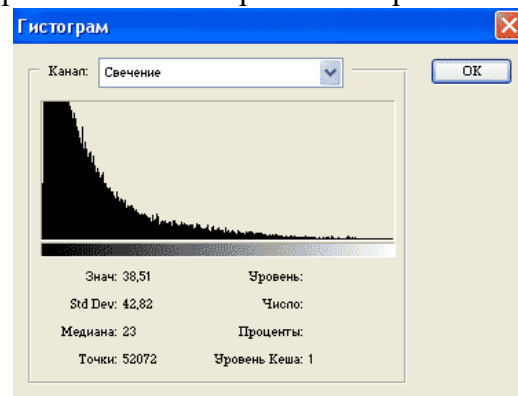 Гистограм
Канал: Свечение
OK
Знач: 38,51 Уровень:
Std Dev: 42,82 Число:
Медиана: 23 Проценты:
Точки: 52072 Уровень Кеша: 1